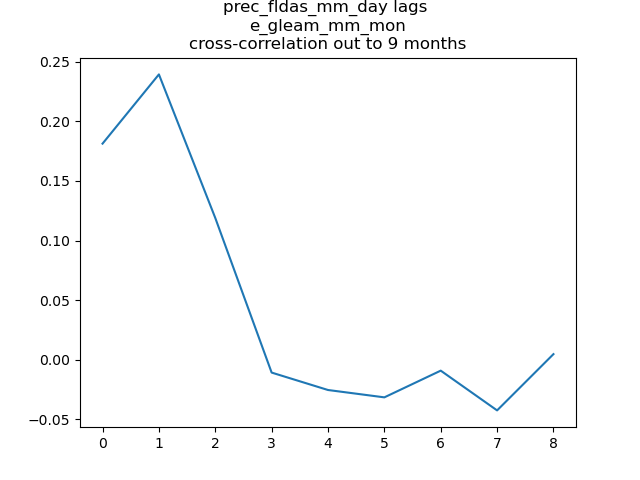 prec_fldas_mm_day lags
e_gleam_mm_mon
cross-correlation out to 9 months
0.25
0.20
0.15
0.10
0.05
0.00
−0.05
0 1 2 3 4 5 6 7 8